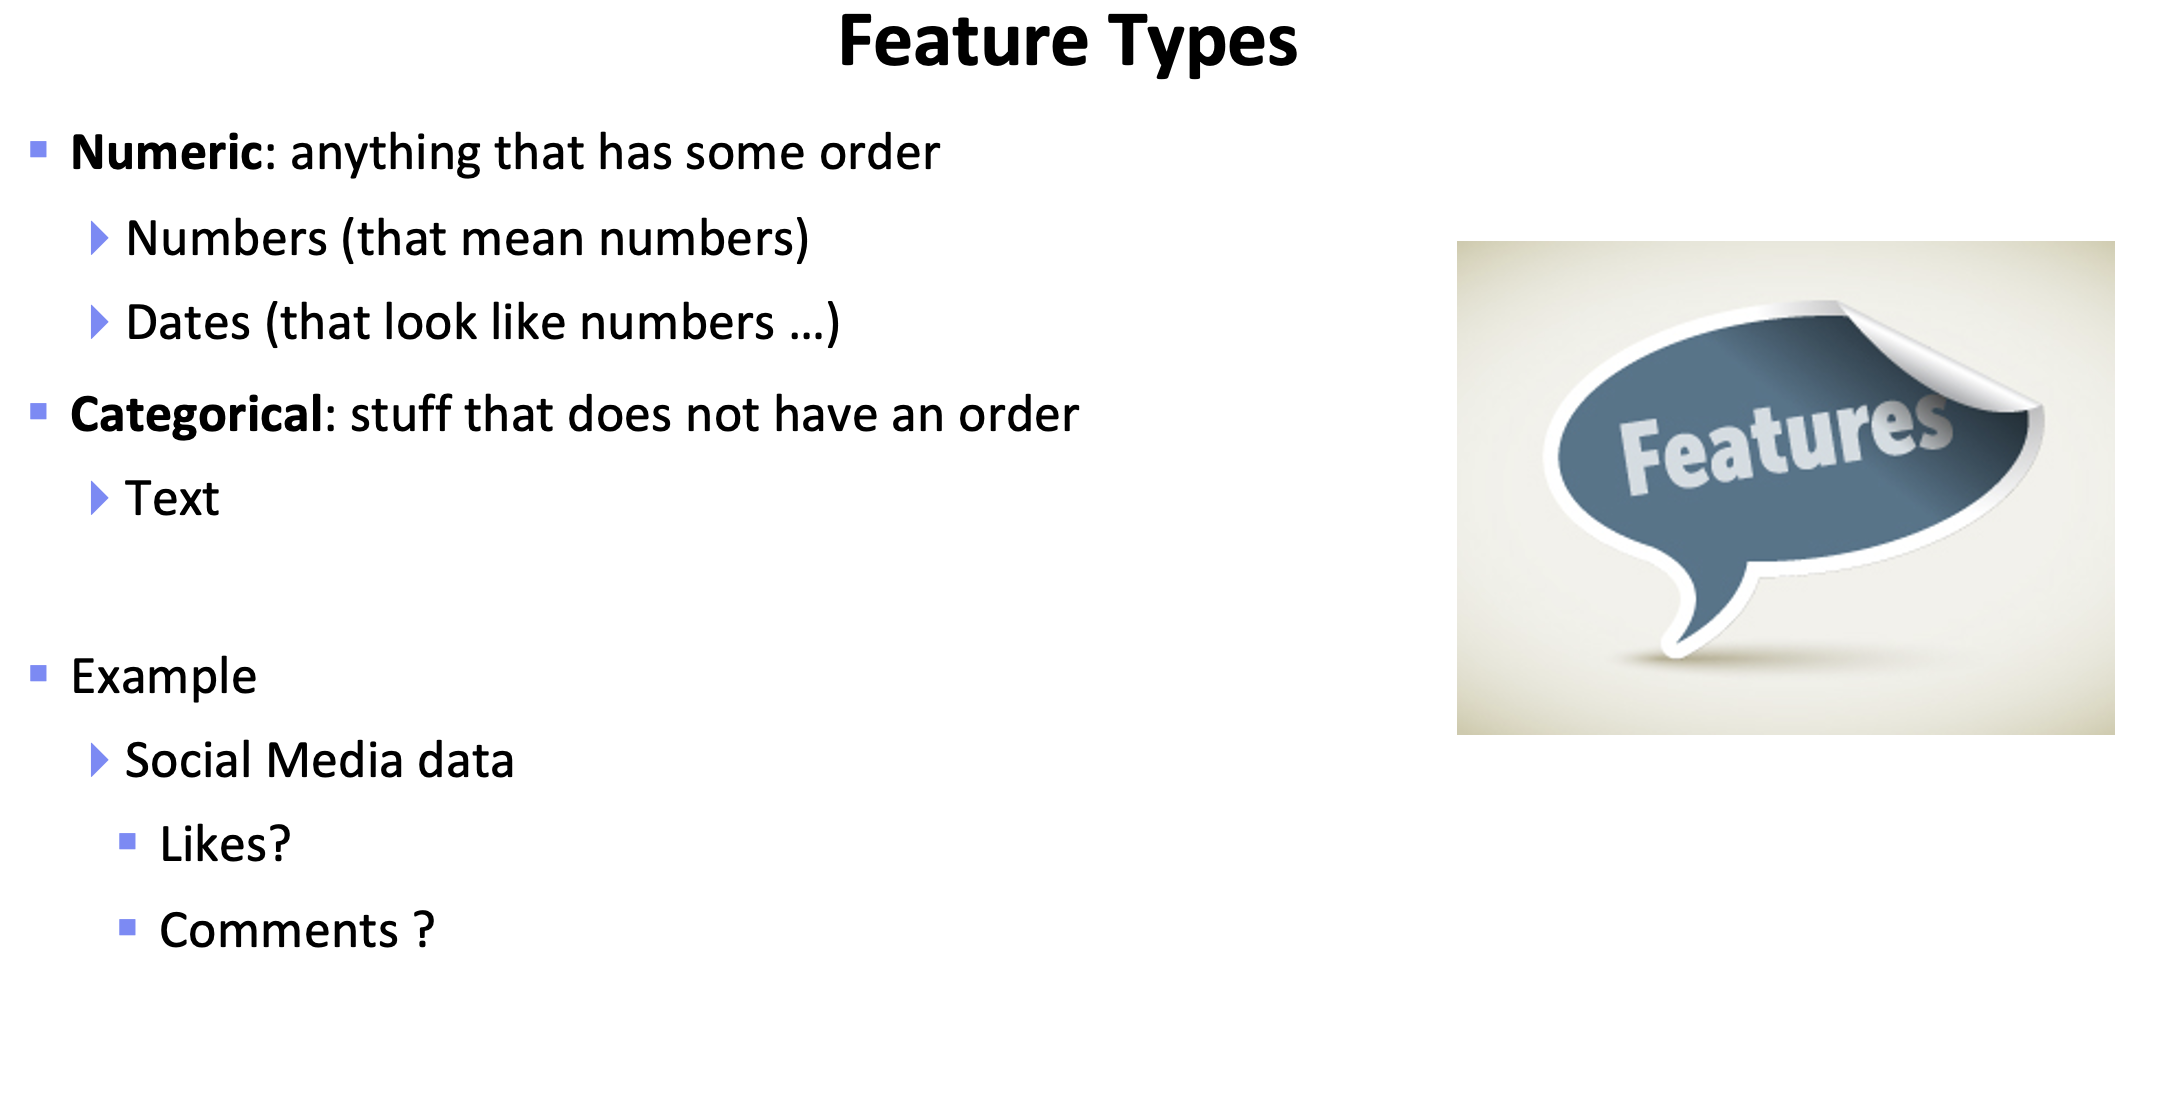 Feature Types
Numeric: anything that has some order
Numbers (that mean numbers)
Dates (that look like numbers ...)
Categorical: stuff that does not have an order
Text
Features
Example
Social Media data
Likes?
Comments ?